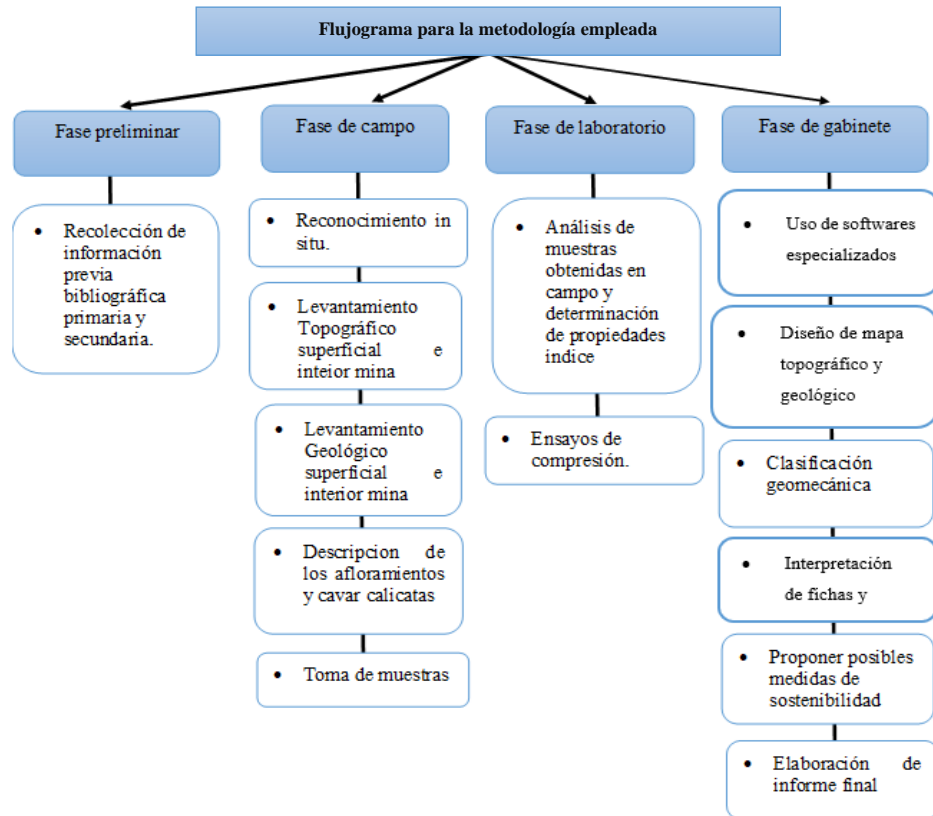 Flujograma para la metodología empleada
Fase preliminar
• Recolección de
información
previa
bibliográfica
primaria y
secundaria.
Fase de campo
• Reconocimiento in
situ.
• Levantamiento
Topográfico
superficial e
inteior mina
• Levantamiento
Geológico
superficial e
interior mina
• Descripcion de
los afloramientos
y cavar calicatas
• Toma de muestras
Fase de laboratorio
• Análisis de
muestras
obtenidas en
campo y
determinación
de propiedades
indice
• Ensayos de
compresión.
Fase de gabinete
• Uso de softwares
especializados
• Diseño de mapa
topográfico y
geológico
• Clasificación
geomecánica
• Interpretación
de fichas y
• Proponer posibles
medidas de
sostenibilidad
• Elaboración de
informe final